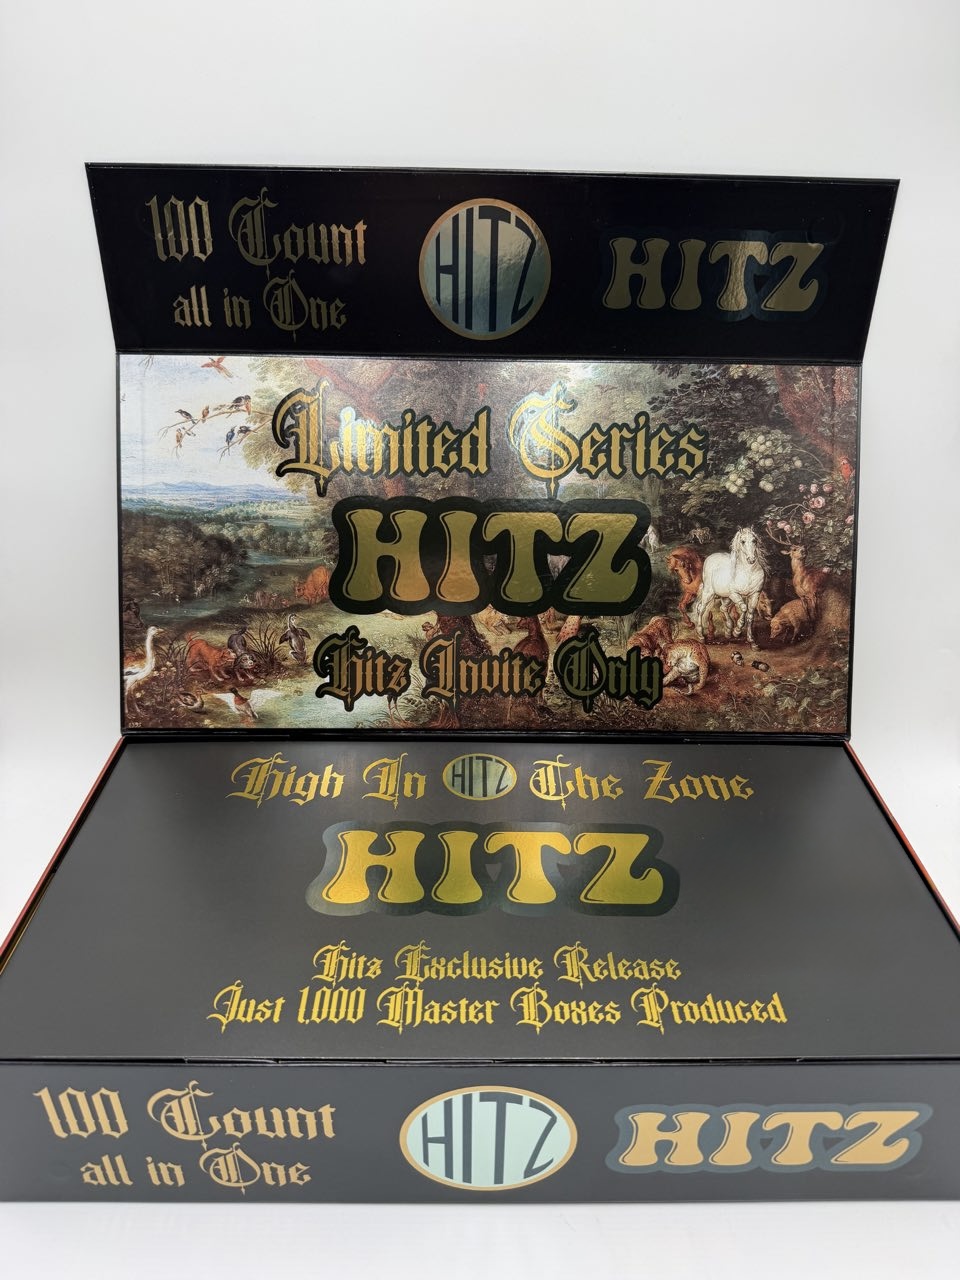 100 Count
all in One
HITZ
HITZ
Limited Series
HITZ
Hitz Invite Only
High In HITZ The Zone
HITZ
Hitz Exclusive Release
Just 1,000 Master Boxes Produced
100 Count
all in One
HITZ
HITZ